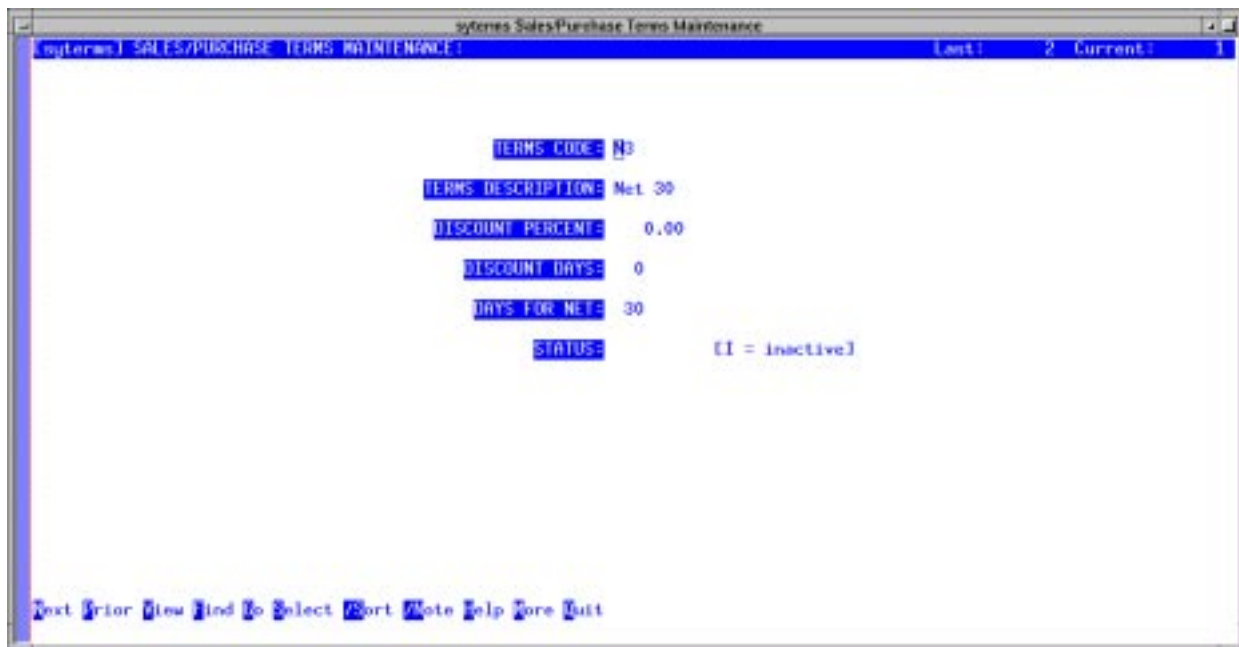 syterms Sales/Purchase Terms Maintenance
[syterms] SALES/PURCHASE TERMS MAINTENANCE: Last: 2 Current: 1
TERMS CODE: N3
TERMS DESCRIPTION: Net 30
DISCOUNT PERCENT: 0.00
DISCOUNT DAYS: 0
DAYS FOR NET: 30
STATUS: [I = inactive]
Next Prior View Find Go Select /Sort /Note Help More Quit